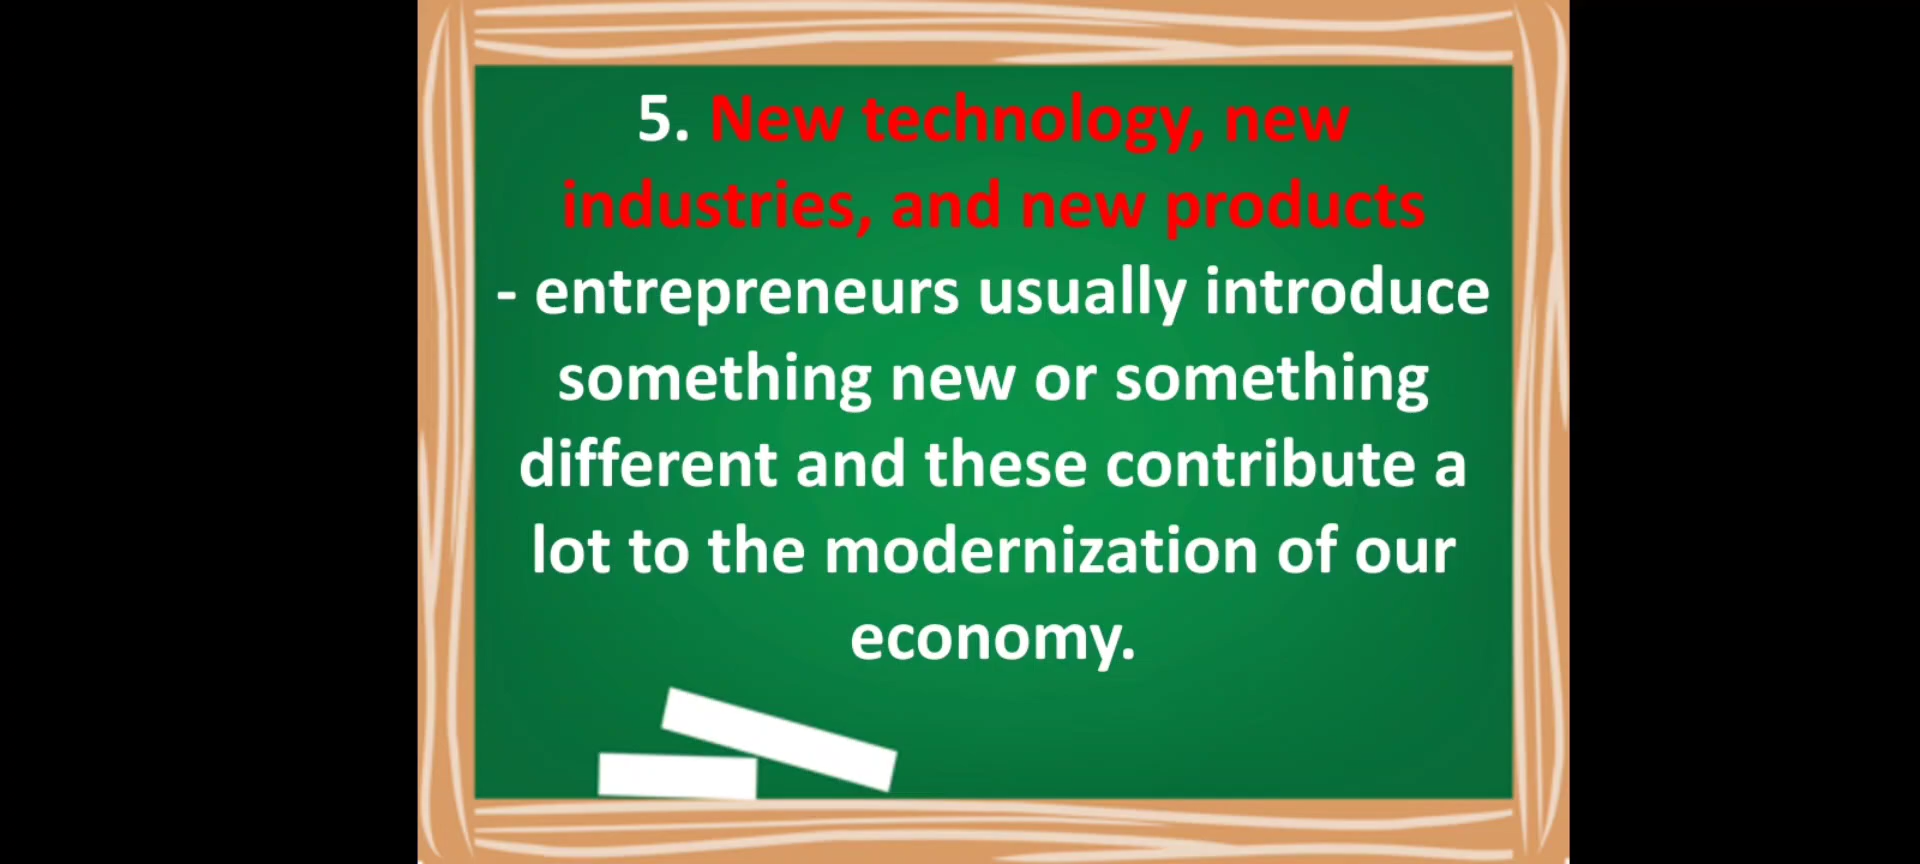 5. New technology, new
industries, and new products
- entrepreneurs usually introduce
something new or something
different and these contribute a
lot to the modernization of our
economy.